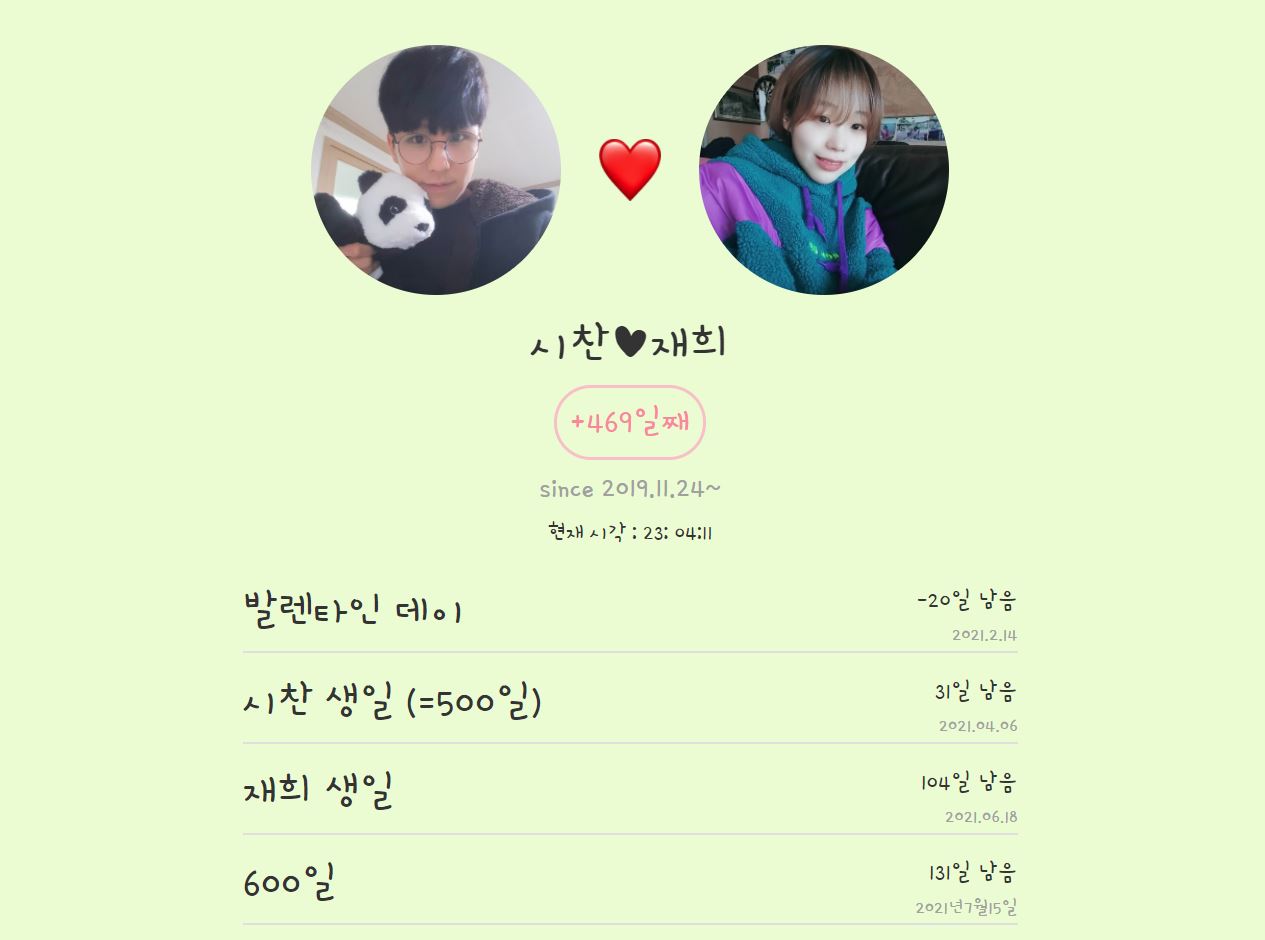 시찬♥재희
+469일째
since 2019.11.24~
현재 시각 : 23: 04:11
발렌타인 데이
-20일 남음
2021.2.14
시찬 생일 (=500일)
31일 남음
2021.04.06
재희 생일
104일 남음
2021.06.18
600일
131일 남음
2021년7월15일